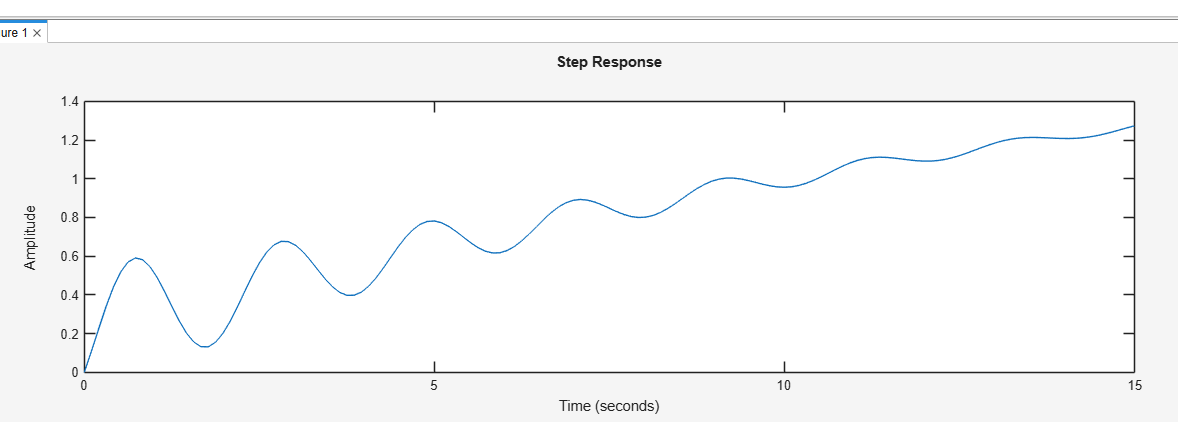 ure 1 ×
Step Response
1.4
1.2
1
0.8
0.6
0.4
0.2
0
Amplitude
0 5 10 15
Time (seconds)